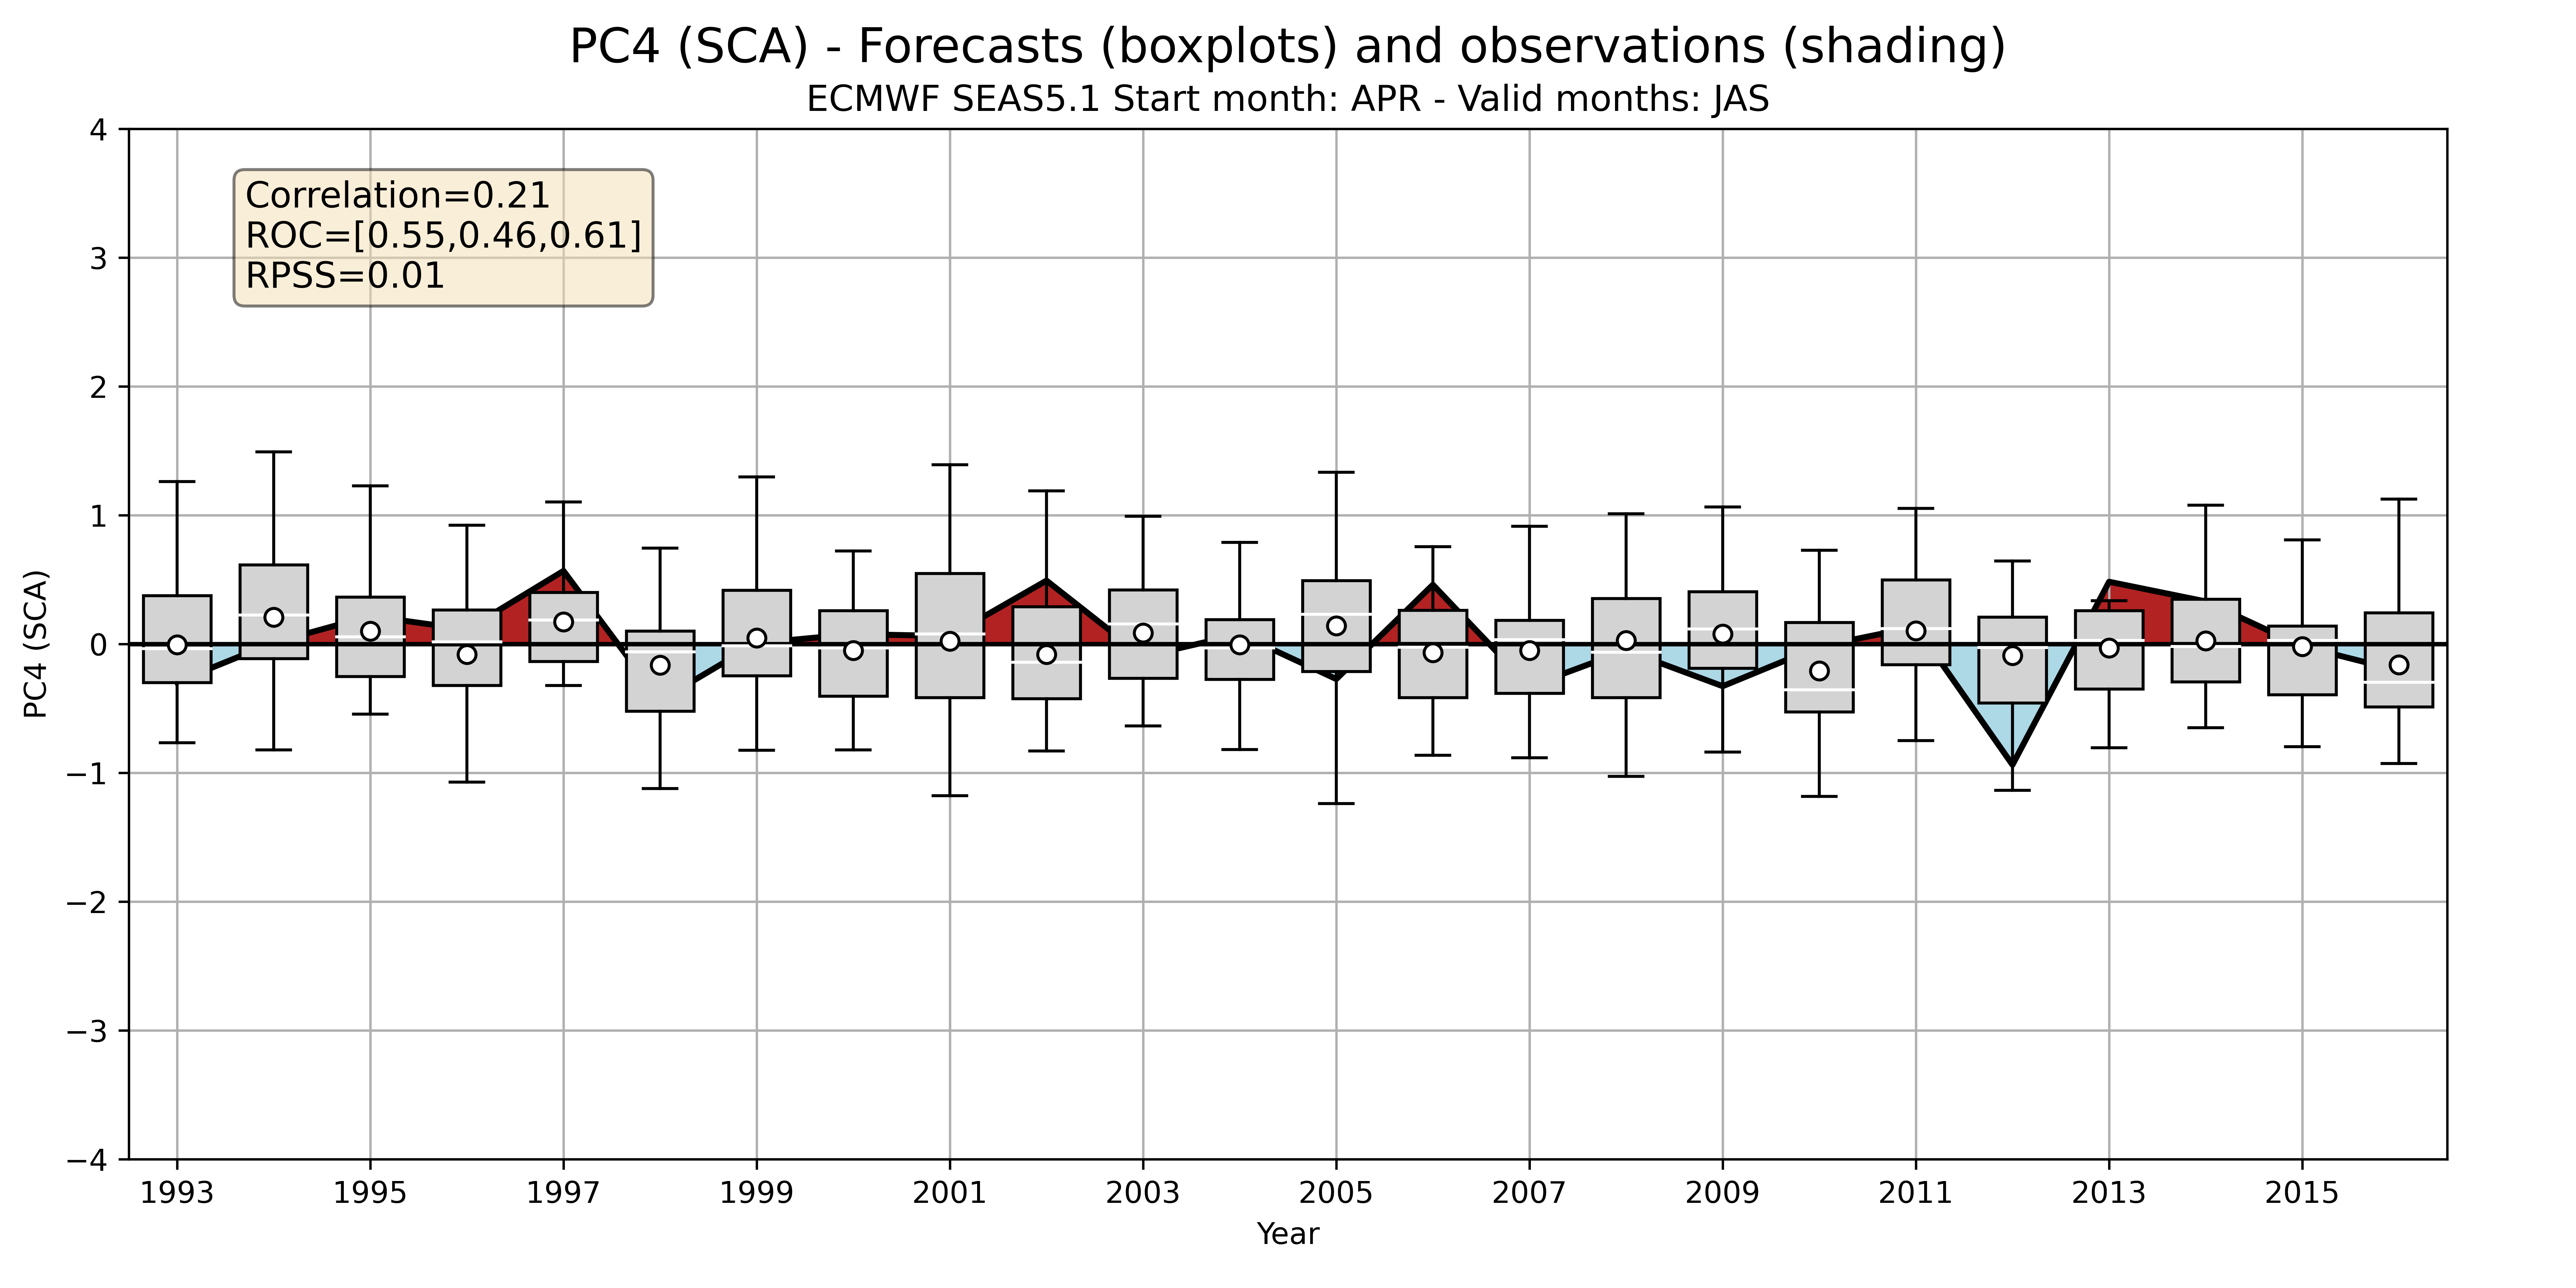 PC4 (SCA) - Forecasts (boxplots) and observations (shading)
ECMWF SEAS5.1 Start month: APR - Valid months: JAS
Correlation=0.21
ROC=[0.55,0.46,0.61]
RPSS=0.01
PC4 (SCA)
4
3
2
1
0
−1
−2
−3
−4
1993 1995 1997 1999 2001 2003 2005 2007 2009 2011 2013 2015
Year